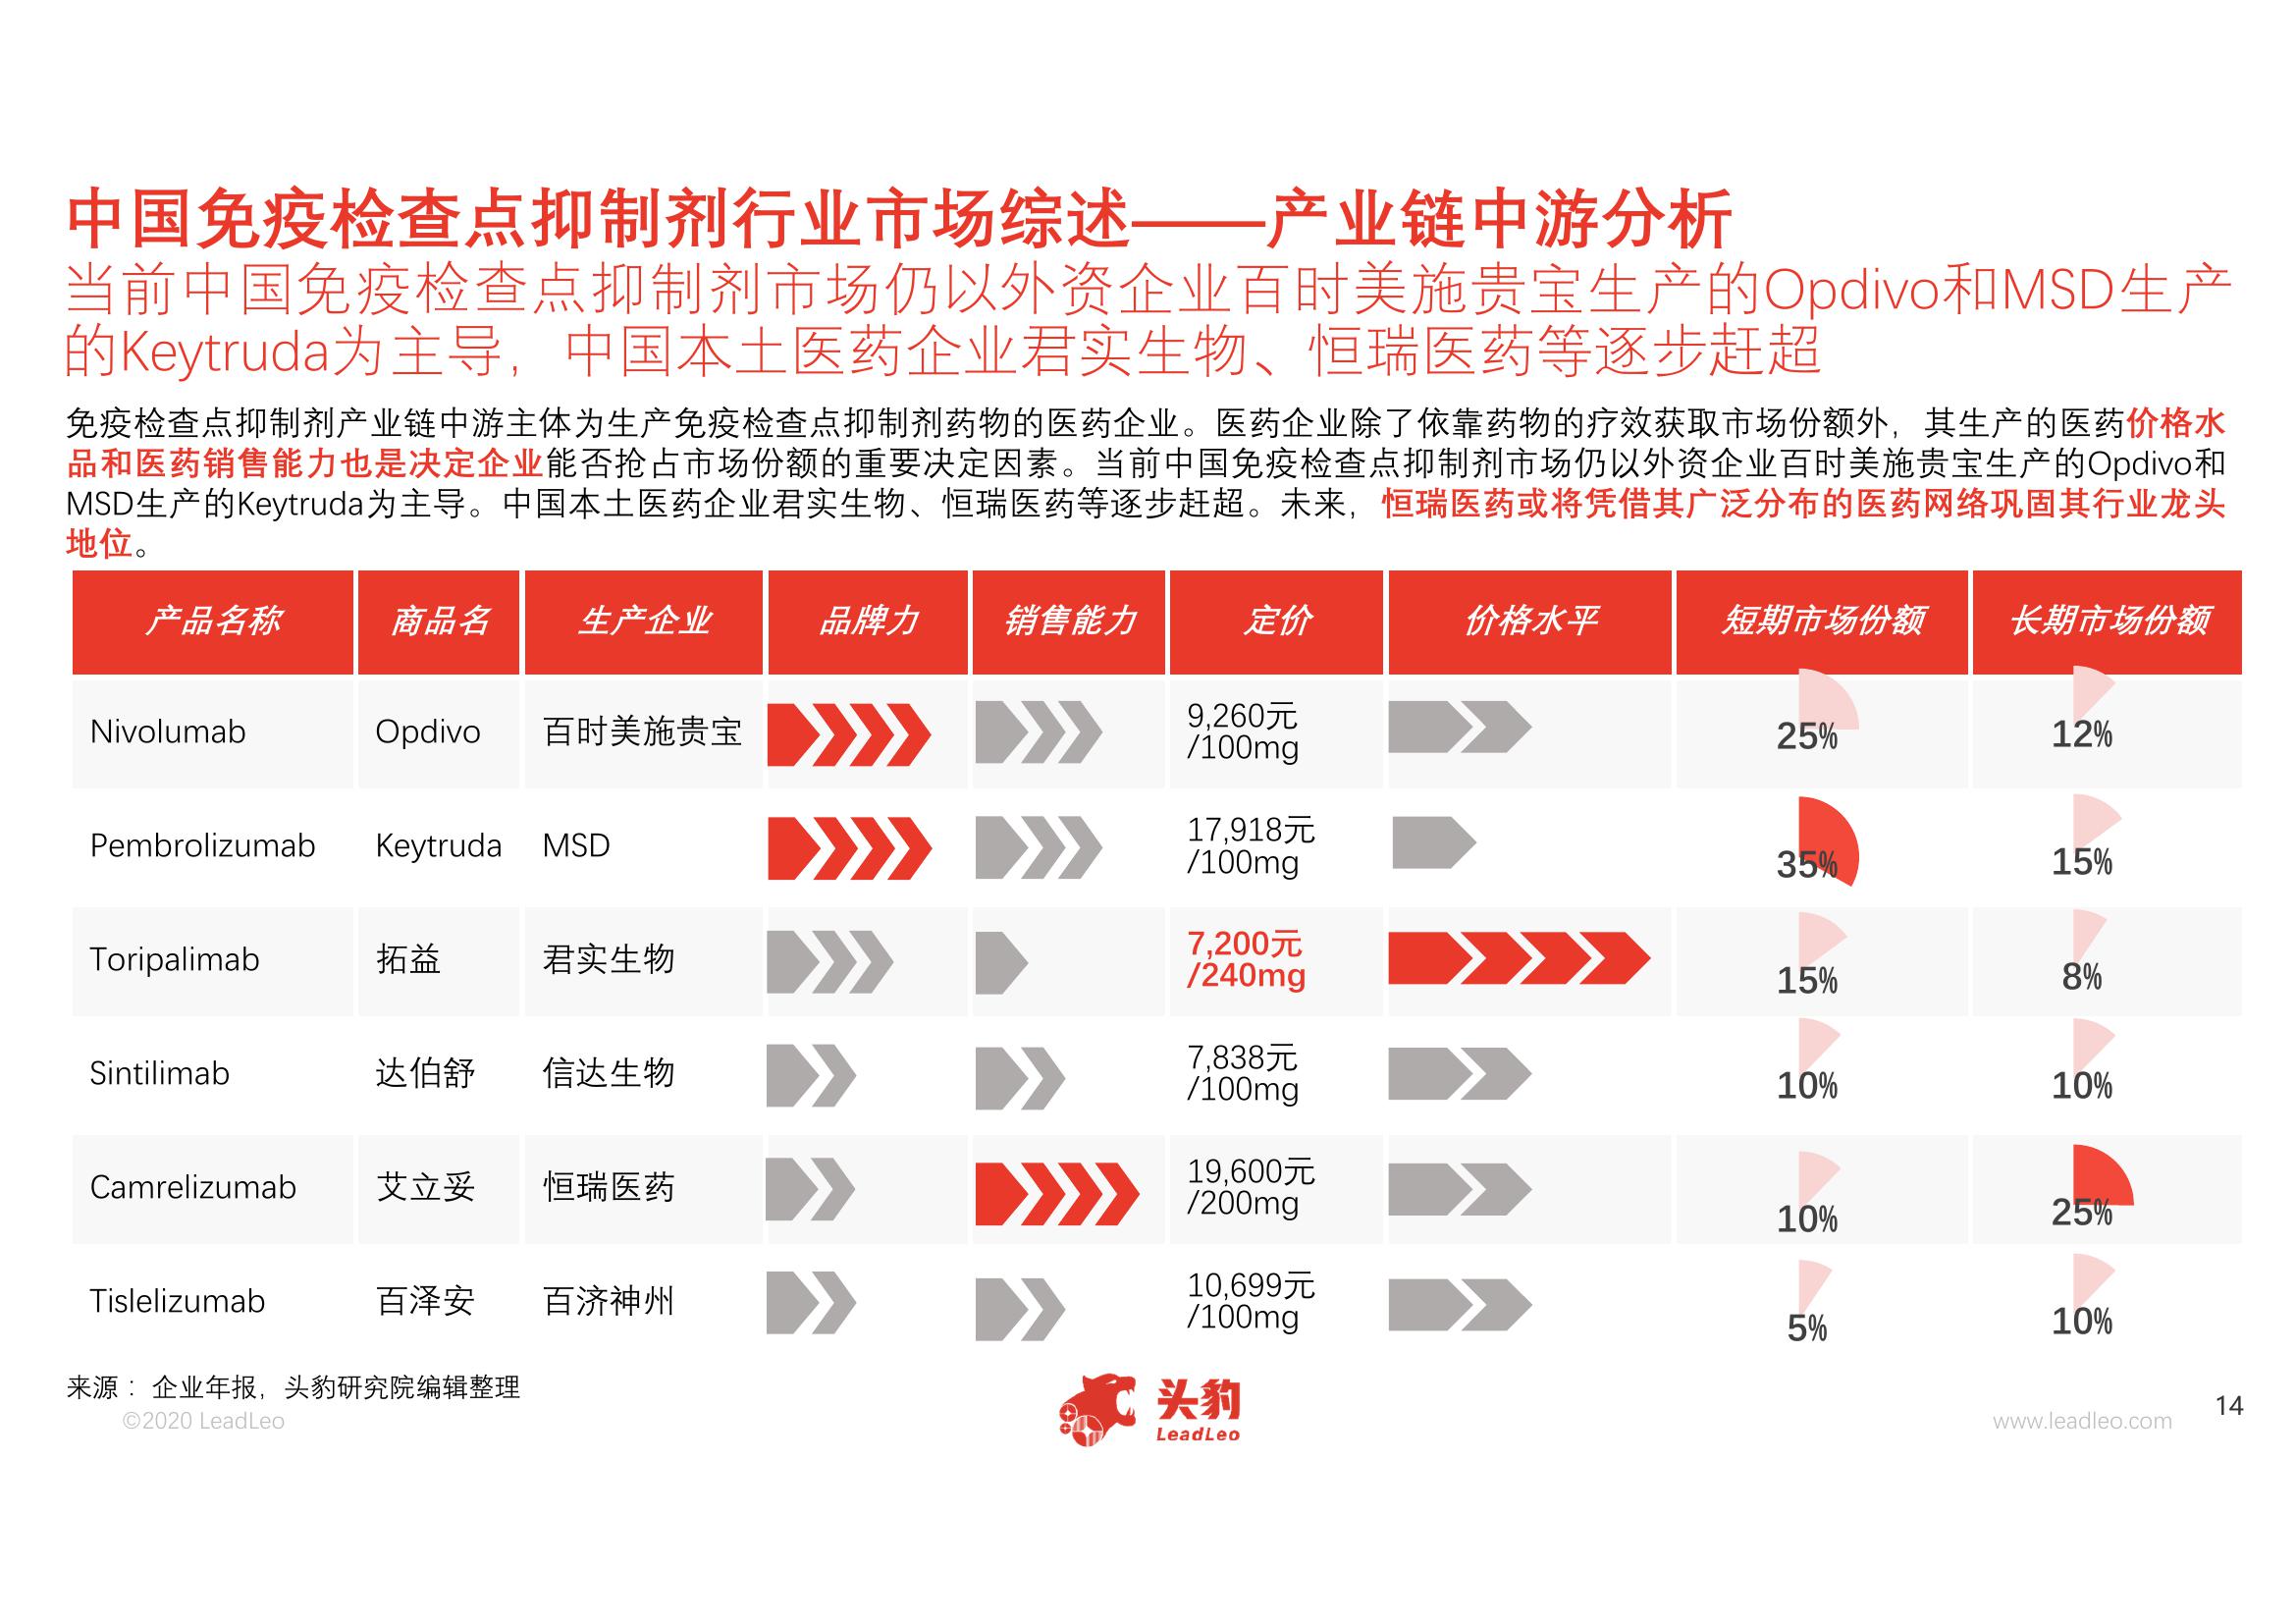 中国免疫检查点抑制剂行业市场综述——产业链中游分析
当前中国免疫检查点抑制剂市场仍以外资企业百时美施贵宝生产的Opdivo和MSD生产
的Keytruda为主导，中国本土医药企业君实生物、恒瑞医药等逐步赶超
免疫检查点抑制剂产业链中游主体为生产免疫检查点抑制剂药物的医药企业。医药企业除了依靠药物的疗效获取市场份额外，其生产的医药价格水
品和医药销售能力也是决定企业能否抢占市场份额的重要决定因素。当前中国免疫检查点抑制剂市场仍以外资企业百时美施贵宝生产的Opdivo和
MSD生产的Keytruda为主导。中国本土医药企业君实生物、恒瑞医药等逐步赶超。未来，恒瑞医药或将凭借其广泛分布的医药网络巩固其行业龙头
地位。
产品名称 商品名 生产企业 品牌力 销售能力 定价 价格水平 短期市场份额 长期市场份额
Nivolumab Opdivo 百时美施贵宝 9,260元 25% 12%
/100mg
Pembrolizumab Keytruda MSD 17,918元 35% 15%
/100mg
Toripalimab 拓益 君实生物 7,200元 15% 8%
/240mg
Sintilimab 达伯舒 信达生物 7,838元 10% 10%
/100mg
Camrelizumab 艾立妥 恒瑞医药 19,600元 10% 25%
/200mg
Tislelizumab 百泽安 百济神州 10,699元 5% 10%
/100mg
来源：企业年报，头豹研究院编辑整理
©2020 LeadLeo
头豹
LeadLeo
www.leadleo.com
14